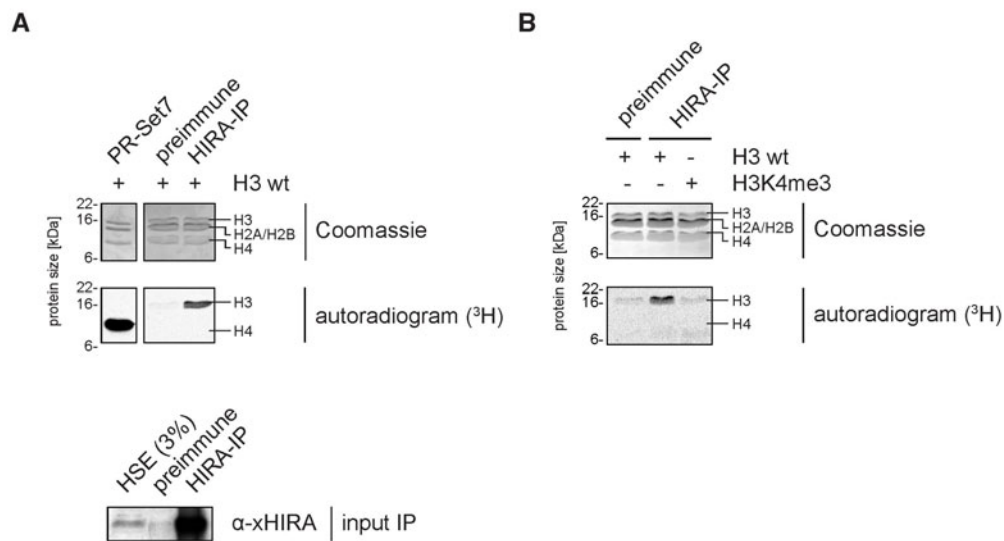 A
PR-Set7
preimmune
HIRA-IP
+ + + H3 wt
protein size [kDa]
22-
16-
6-
H3
H2A/H2B
H4
Coomassie
22-
16-
6-
H3
H4
autoradiogram (³H)
HSE (3%)
preimmune
HIRA-IP
α-xHIRA
input IP
B
preimmune
HIRA-IP
+ + - H3 wt
- - + H3K4me3
protein size [kDa]
22-
16-
6-
H3
H2A/H2B
H4
Coomassie
22-
16-
6-
H3
H4
autoradiogram (³H)